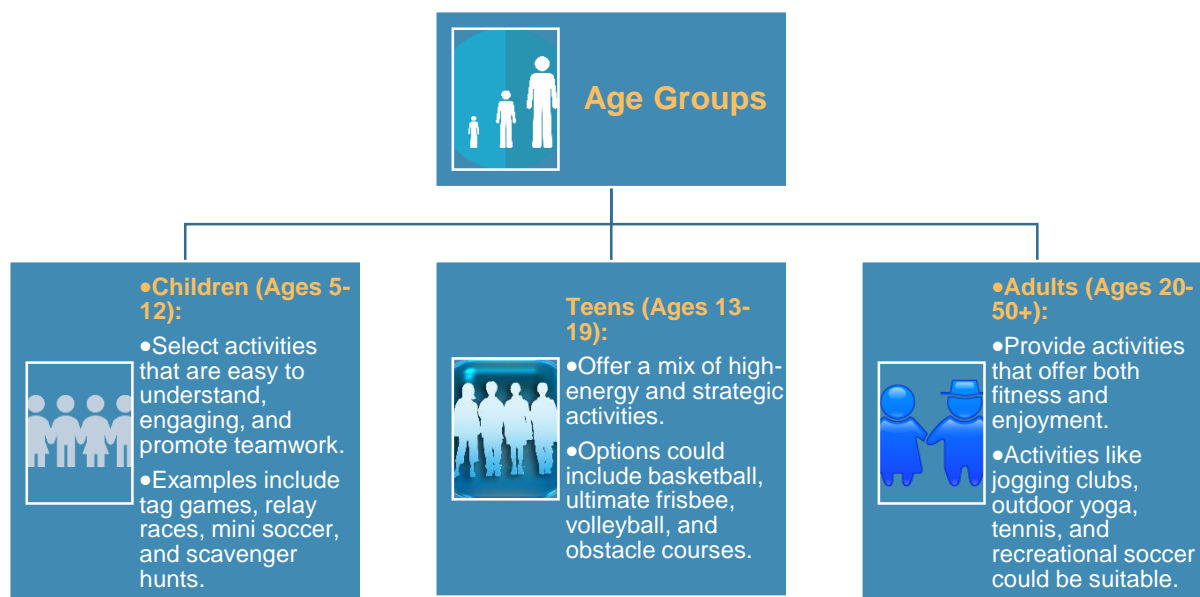 Age Groups
•Children (Ages 5-
12):
•Select activities
that are easy to
understand,
engaging, and
promote teamwork.
•Examples include
tag games, relay
races, mini soccer,
and scavenger
hunts.
Teens (Ages 13-
19):
•Offer a mix of high-
energy and strategic
activities.
•Options could
include basketball,
ultimate frisbee,
volleyball, and
obstacle courses.
•Adults (Ages 20-
50+):
•Provide activities
that offer both
fitness and
enjoyment.
•Activities like
jogging clubs,
outdoor yoga,
tennis, and
recreational soccer
could be suitable.